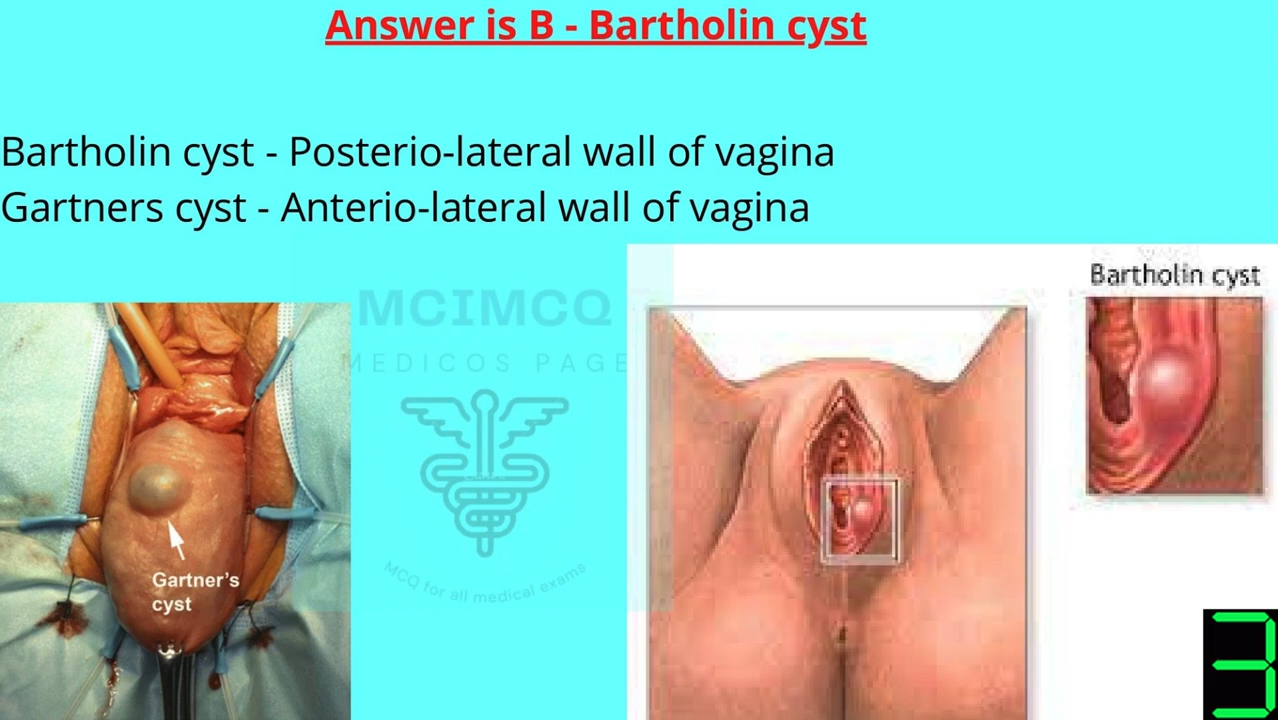 Answer is B - Bartholin cyst
Bartholin cyst - Posterio-lateral wall of vagina
Gartners cyst - Anterio-lateral wall of vagina
Bartholin cyst
MCIMCQ
MEDICOS PAGE
Gartner's
cyst
MCQ for all medical exams
3